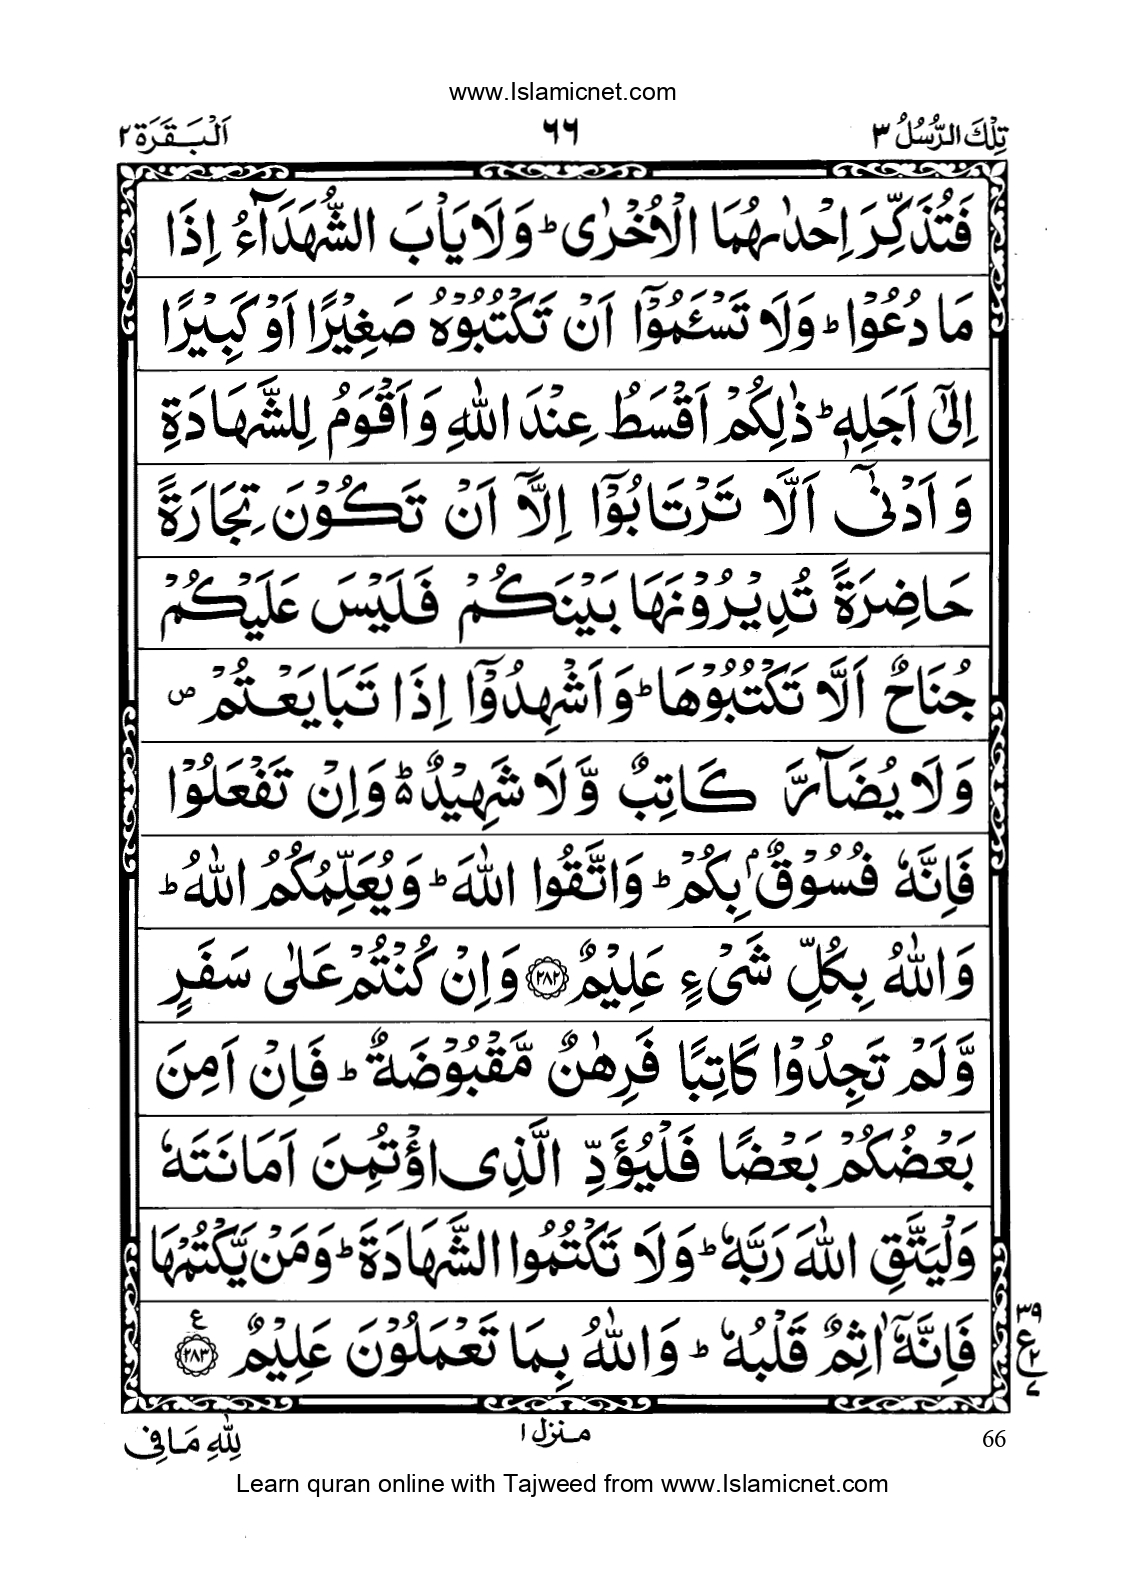 www.Islamicnet.com
تِلْكَ الرُّسُلُ ٣ ٦٦ اَلْبَقَرَة ٢
فَتُذَكِّرَ اِحْدٰىهُمَا الْاُخْرٰى ؕ وَلَا يَاْبَ الشُّهَدَآءُ اِذَا
مَا دُعُوْا ؕ وَلَا تَسْـَٔمُوْۤا اَنْ تَكْتُبُوْهُ صَغِيْرًا اَوْ كَبِيْرًا
اِلٰۤى اَجَلِهٖ ؕ ذٰلِكُمْ اَقْسَطُ عِنْدَ اللّٰهِ وَاَقْوَمُ لِلشَّهَادَةِ
وَاَدْنٰۤى اَلَّا تَرْتَابُوْۤا اِلَّاۤ اَنْ تَكُوْنَ تِجَارَةً
حَاضِرَةً تُدِيْرُوْنَهَا بَيْنَكُمْ فَلَيْسَ عَلَيْكُمْ
جُنَاحٌ اَلَّا تَكْتُبُوْهَا ؕ وَاَشْهِدُوْۤا اِذَا تَبَايَعْتُمْ ص
وَلَا يُضَآرَّ كَاتِبٌ وَّلَا شَهِيْدٌ ؕ۬ وَاِنْ تَفْعَلُوْا
فَاِنَّهٗ فُسُوْقٌۢ بِكُمْ ؕ وَاتَّقُوا اللّٰهَ ؕ وَيُعَلِّمُكُمُ اللّٰهُ ؕ
وَاللّٰهُ بِكُلِّ شَىْءٍ عَلِيْمٌ ٢٨٢ وَاِنْ كُنْتُمْ عَلٰى سَفَرٍ
وَّلَمْ تَجِدُوْا كَاتِبًا فَرِهٰنٌ مَّقْبُوْضَةٌ ؕ فَاِنْ اَمِنَ
بَعْضُكُمْ بَعْضًا فَلْيُؤَدِّ الَّذِى اؤْتُمِنَ اَمَانَتَهٗ
وَلْيَتَّقِ اللّٰهَ رَبَّهٗ ؕ وَلَا تَكْتُمُوا الشَّهَادَةَ ؕ وَمَنْ يَّكْتُمْهَا
فَاِنَّهٗۤ اٰثِمٌ قَلْبُهٗ ؕ وَاللّٰهُ بِمَا تَعْمَلُوْنَ عَلِيْمٌ ٢٨٣ ع
٣٩
ع
٢
٧
لِلّٰهِ مَا فِى
منزل ١
66
Learn quran online with Tajweed from www.Islamicnet.com